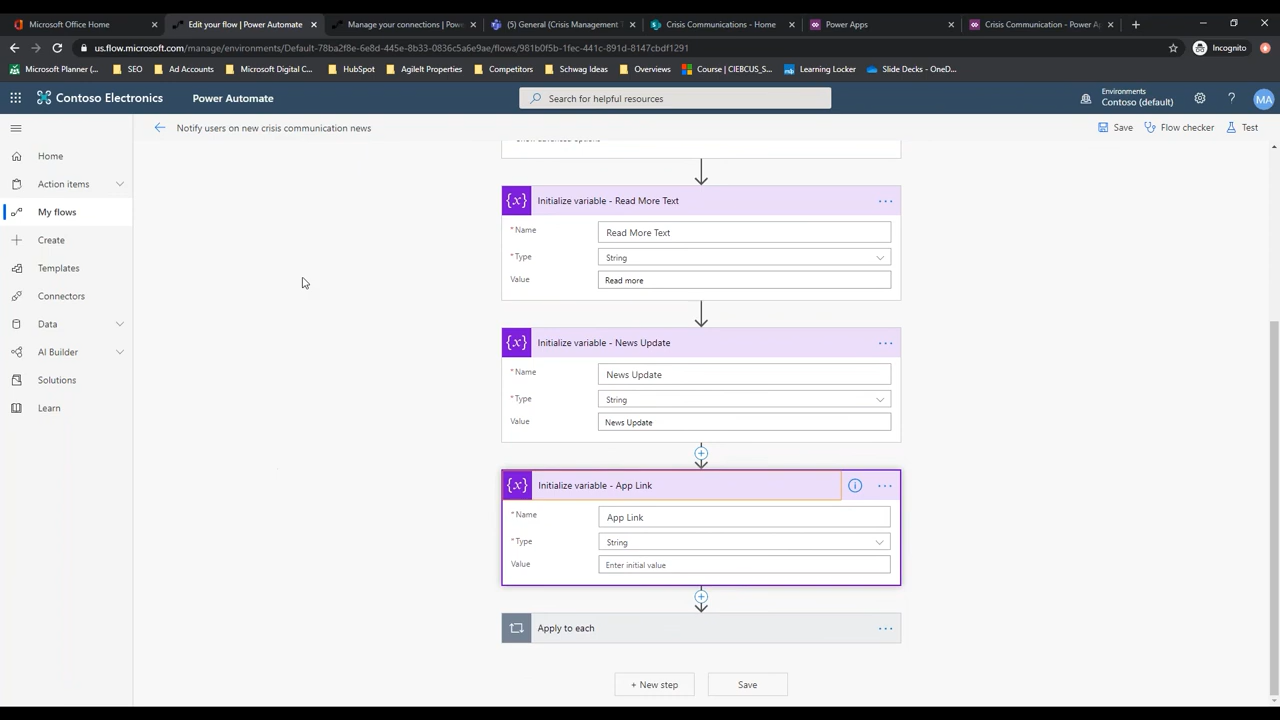 Microsoft Office Home
Edit your flow | Power Automate
Manage your connections | Powe
(5) General (Crisis Management T
Crisis Communications - Home
Power Apps
Crisis Communication - Power Ap
us.flow.microsoft.com/manage/environments/Default-78ba2f8e-6e8d-445e-8b33-0836c5a6e9ae/flows/981b0f5b-1fec-441c-891d-8147cbdf1291
Incognito
Microsoft Planner (...
SEO
Ad Accounts
Microsoft Digital C...
HubSpot
AgileIt Properties
Competitors
Schwag Ideas
Overviews
Course | CIEBCUS_S...
Learning Locker
Slide Decks - OneD...
Contoso Electronics
Power Automate
Search for helpful resources
Environments
Contoso (default)
?
MA
Notify users on new crisis communication news
Save
Flow checker
Test
Home
Action items
My flows
Create
Templates
Connectors
Data
AI Builder
Solutions
Learn
Show advanced options
{x} Initialize variable - Read More Text ...
* Name Read More Text
* Type String
Value Read more
{x} Initialize variable - News Update ...
* Name News Update
* Type String
Value News Update
{x} Initialize variable - App Link ...
* Name App Link
* Type String
Value Enter initial value
Apply to each ...
+ New step
Save